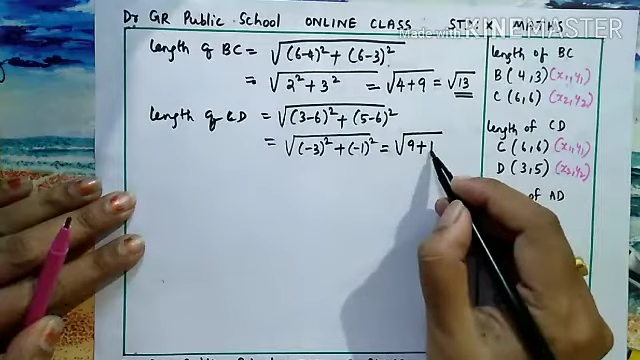 Dr GR Public School ONLINE CLASS MATHS
Made with KINEMASTER
length of BC = √(6-4)² + (6-3)²
= √2² + 3² = √4+9 = √13
length of CD = √(3-6)² + (5-6)²
= √(-3)² + (-1)² = √9+1
length of BC
B (4,3) (x₁,y₁)
C (6,6) (x₂,y₂)
length of CD
C (6,6) (x₁,y₁)
D (3,5) (x₂,y₂)
of AD